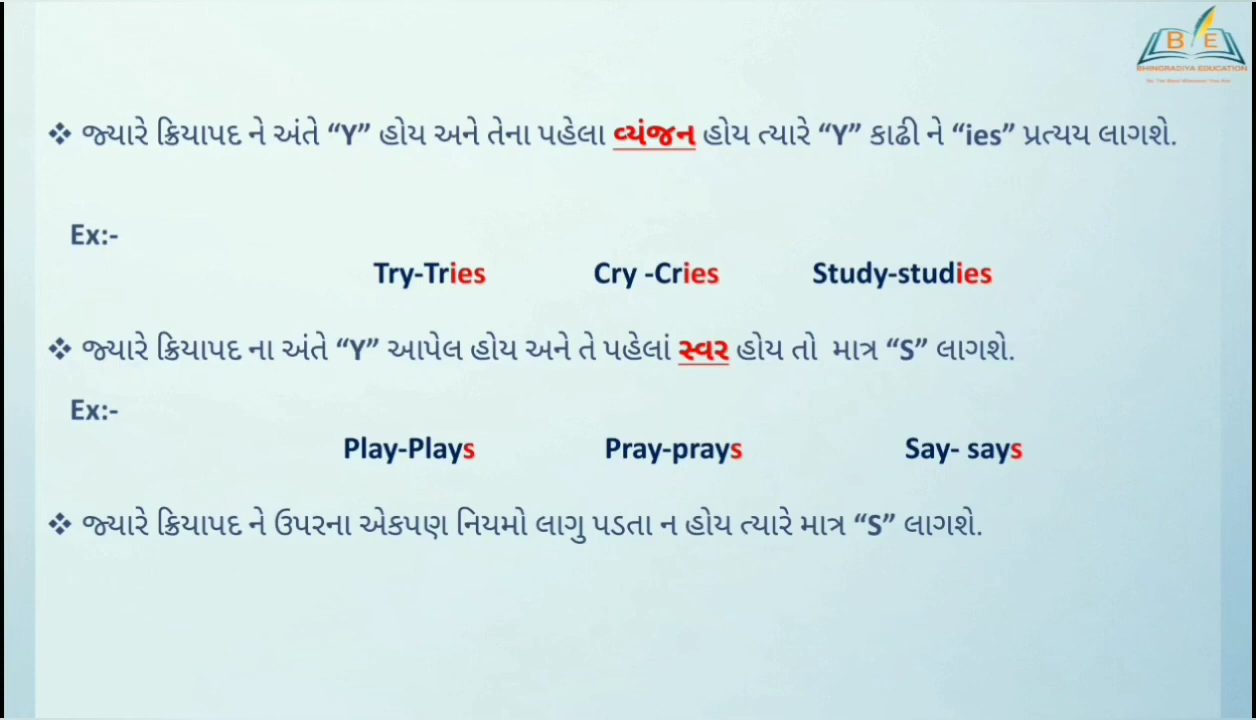 B E
BHINGRADIYA EDUCATION
❖ જ્યારે ક્રિયાપદ ને અંતે “Y” હોય અને તેના પહેલા વ્યંજન હોય ત્યારે “Y” કાઢી ને “ies” પ્રત્યય લાગશે.
Ex:-
Try-Tries Cry -Cries Study-studies
❖ જ્યારે ક્રિયાપદ ના અંતે “Y” આપેલ હોય અને તે પહેલાં સ્વર હોય તો માત્ર “S” લાગશે.
Ex:-
Play-Plays Pray-prays Say- says
❖ જ્યારે ક્રિયાપદ ને ઉપરના એકપણ નિયમો લાગુ પડતા ન હોય ત્યારે માત્ર “S” લાગશે.